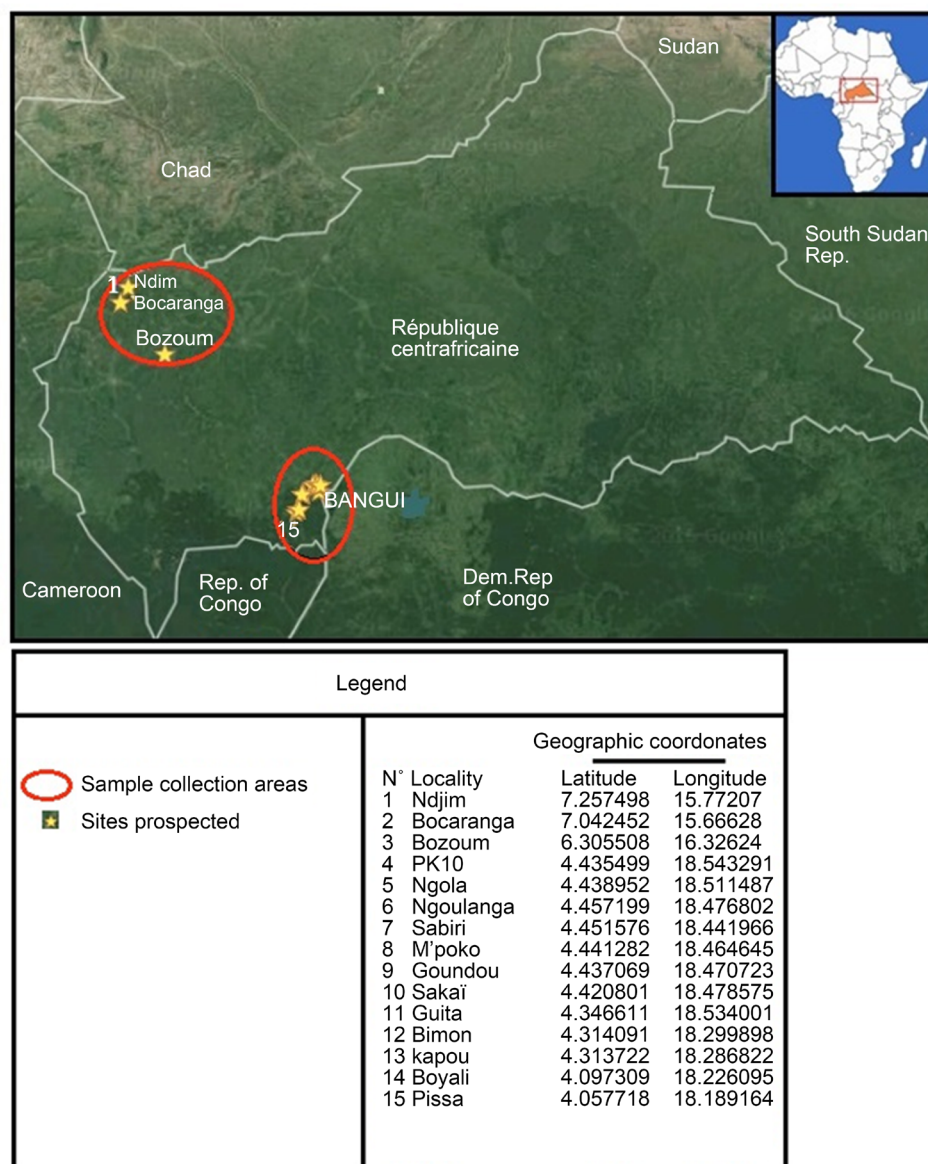 Sudan
Chad
South Sudan
Rep.
1 Ndim
Bocaranga
Bozoum
République
centrafricaine
BANGUI
15
Cameroon
Rep. of
Congo
Dem.Rep
of Congo
Legend
Sample collection areas
Sites prospected
Geographic coordonates
N° Locality Latitude Longitude
1 Ndjim 7.257498 15.77207
2 Bocaranga 7.042452 15.66628
3 Bozoum 6.305508 16.32624
4 PK10 4.435499 18.543291
5 Ngola 4.438952 18.511487
6 Ngoulanga 4.457199 18.476802
7 Sabiri 4.451576 18.441966
8 M'poko 4.441282 18.464645
9 Goundou 4.437069 18.470723
10 Sakaï 4.420801 18.478575
11 Guita 4.346611 18.534001
12 Bimon 4.314091 18.299898
13 kapou 4.313722 18.286822
14 Boyali 4.097309 18.226095
15 Pissa 4.057718 18.189164